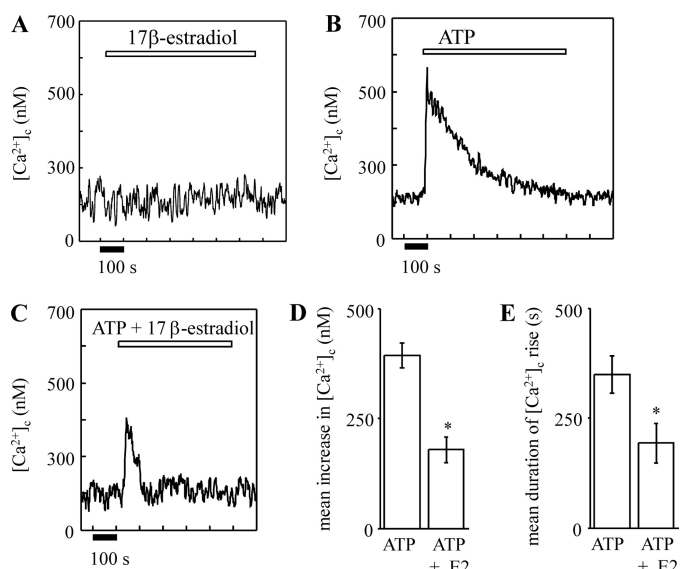 A
17β-estradiol
700
500
300
0
[Ca²⁺]c (nM)
100 s
B
ATP
700
500
300
0
[Ca²⁺]c (nM)
100 s
C
ATP + 17 β-estradiol
700
500
300
0
[Ca²⁺]c (nM)
100 s
D
500
250
0
mean increase in [Ca²⁺]c (nM)
*
ATP
ATP
+ E2
E
500
250
0
mean duration of [Ca²⁺]c rise (s)
*
ATP
ATP
+ E2